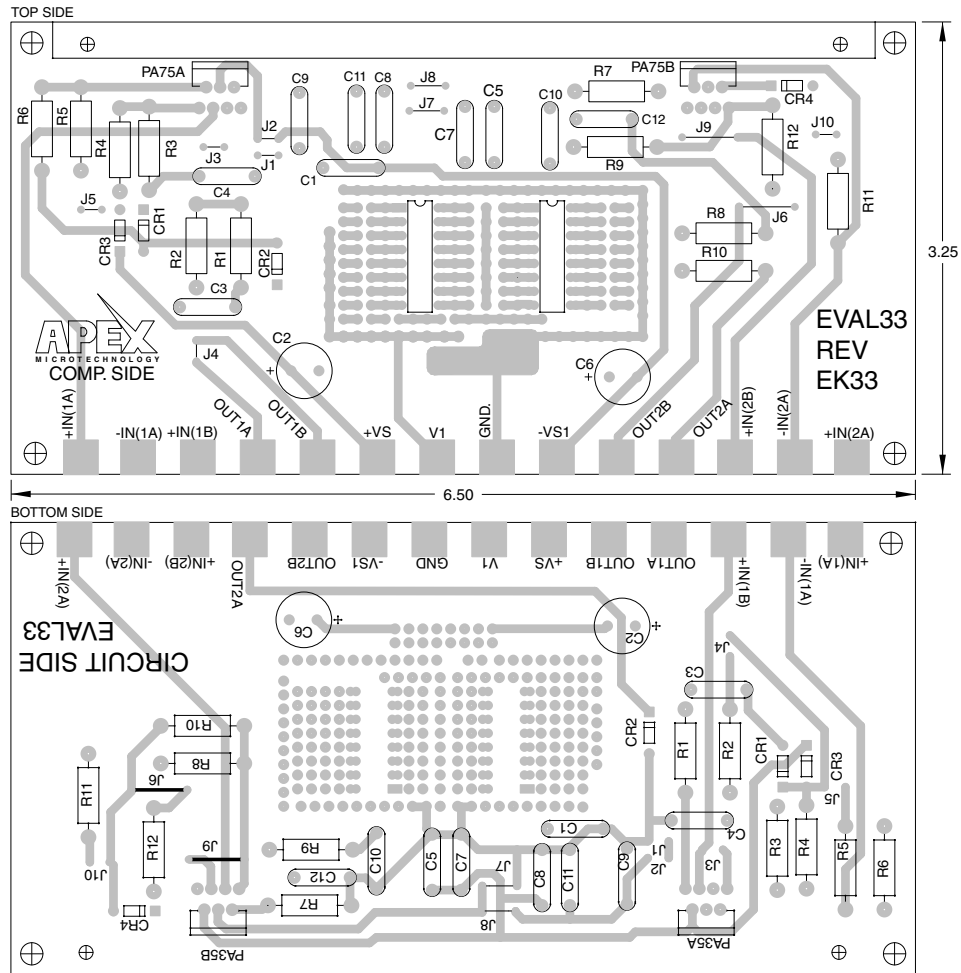 TOP SIDE
PA75A
PA75B
R6
R5
R4
R3
C9
C11
C8
J8
J7
C7
C5
C10
R7
C12
R9
CR4
J9
R12
J10
R11
J2
J1
J3
C4
C1
J5
CR1
CR3
R2
R1
CR2
C3
R8
R10
J6
3.25
APEX
MICROTECHNOLOGY
COMP. SIDE
J4
C2
C6
EVAL33
REV
EK33
+IN(1A)
-IN(1A)
+IN(1B)
OUT1A
OUT1B
+VS
V1
GND.
-VS1
OUT2B
OUT2A
+IN(2B)
-IN(2A)
+IN(2A)
6.50
BOTTOM SIDE
+IN(2A)
-IN(2A)
+IN(2B)
OUT2A
OUT2B
-VS1
GND
V1
+VS
OUT1B
OUT1A
+IN(1B)
-IN(1A)
+IN(1A)
EVAL33
CIRCUIT SIDE
C6
C2
J4
C3
R10
R8
J6
R11
R12
J9
J10
CR4
CR2
R1
R2
CR1
CR3
J5
R9
C12
R7
C10
C5
C7
J7
J8
C1
C8
C11
C9
J1
J2
C4
J3
R3
R4
R5
R6
PA35B
PA35A